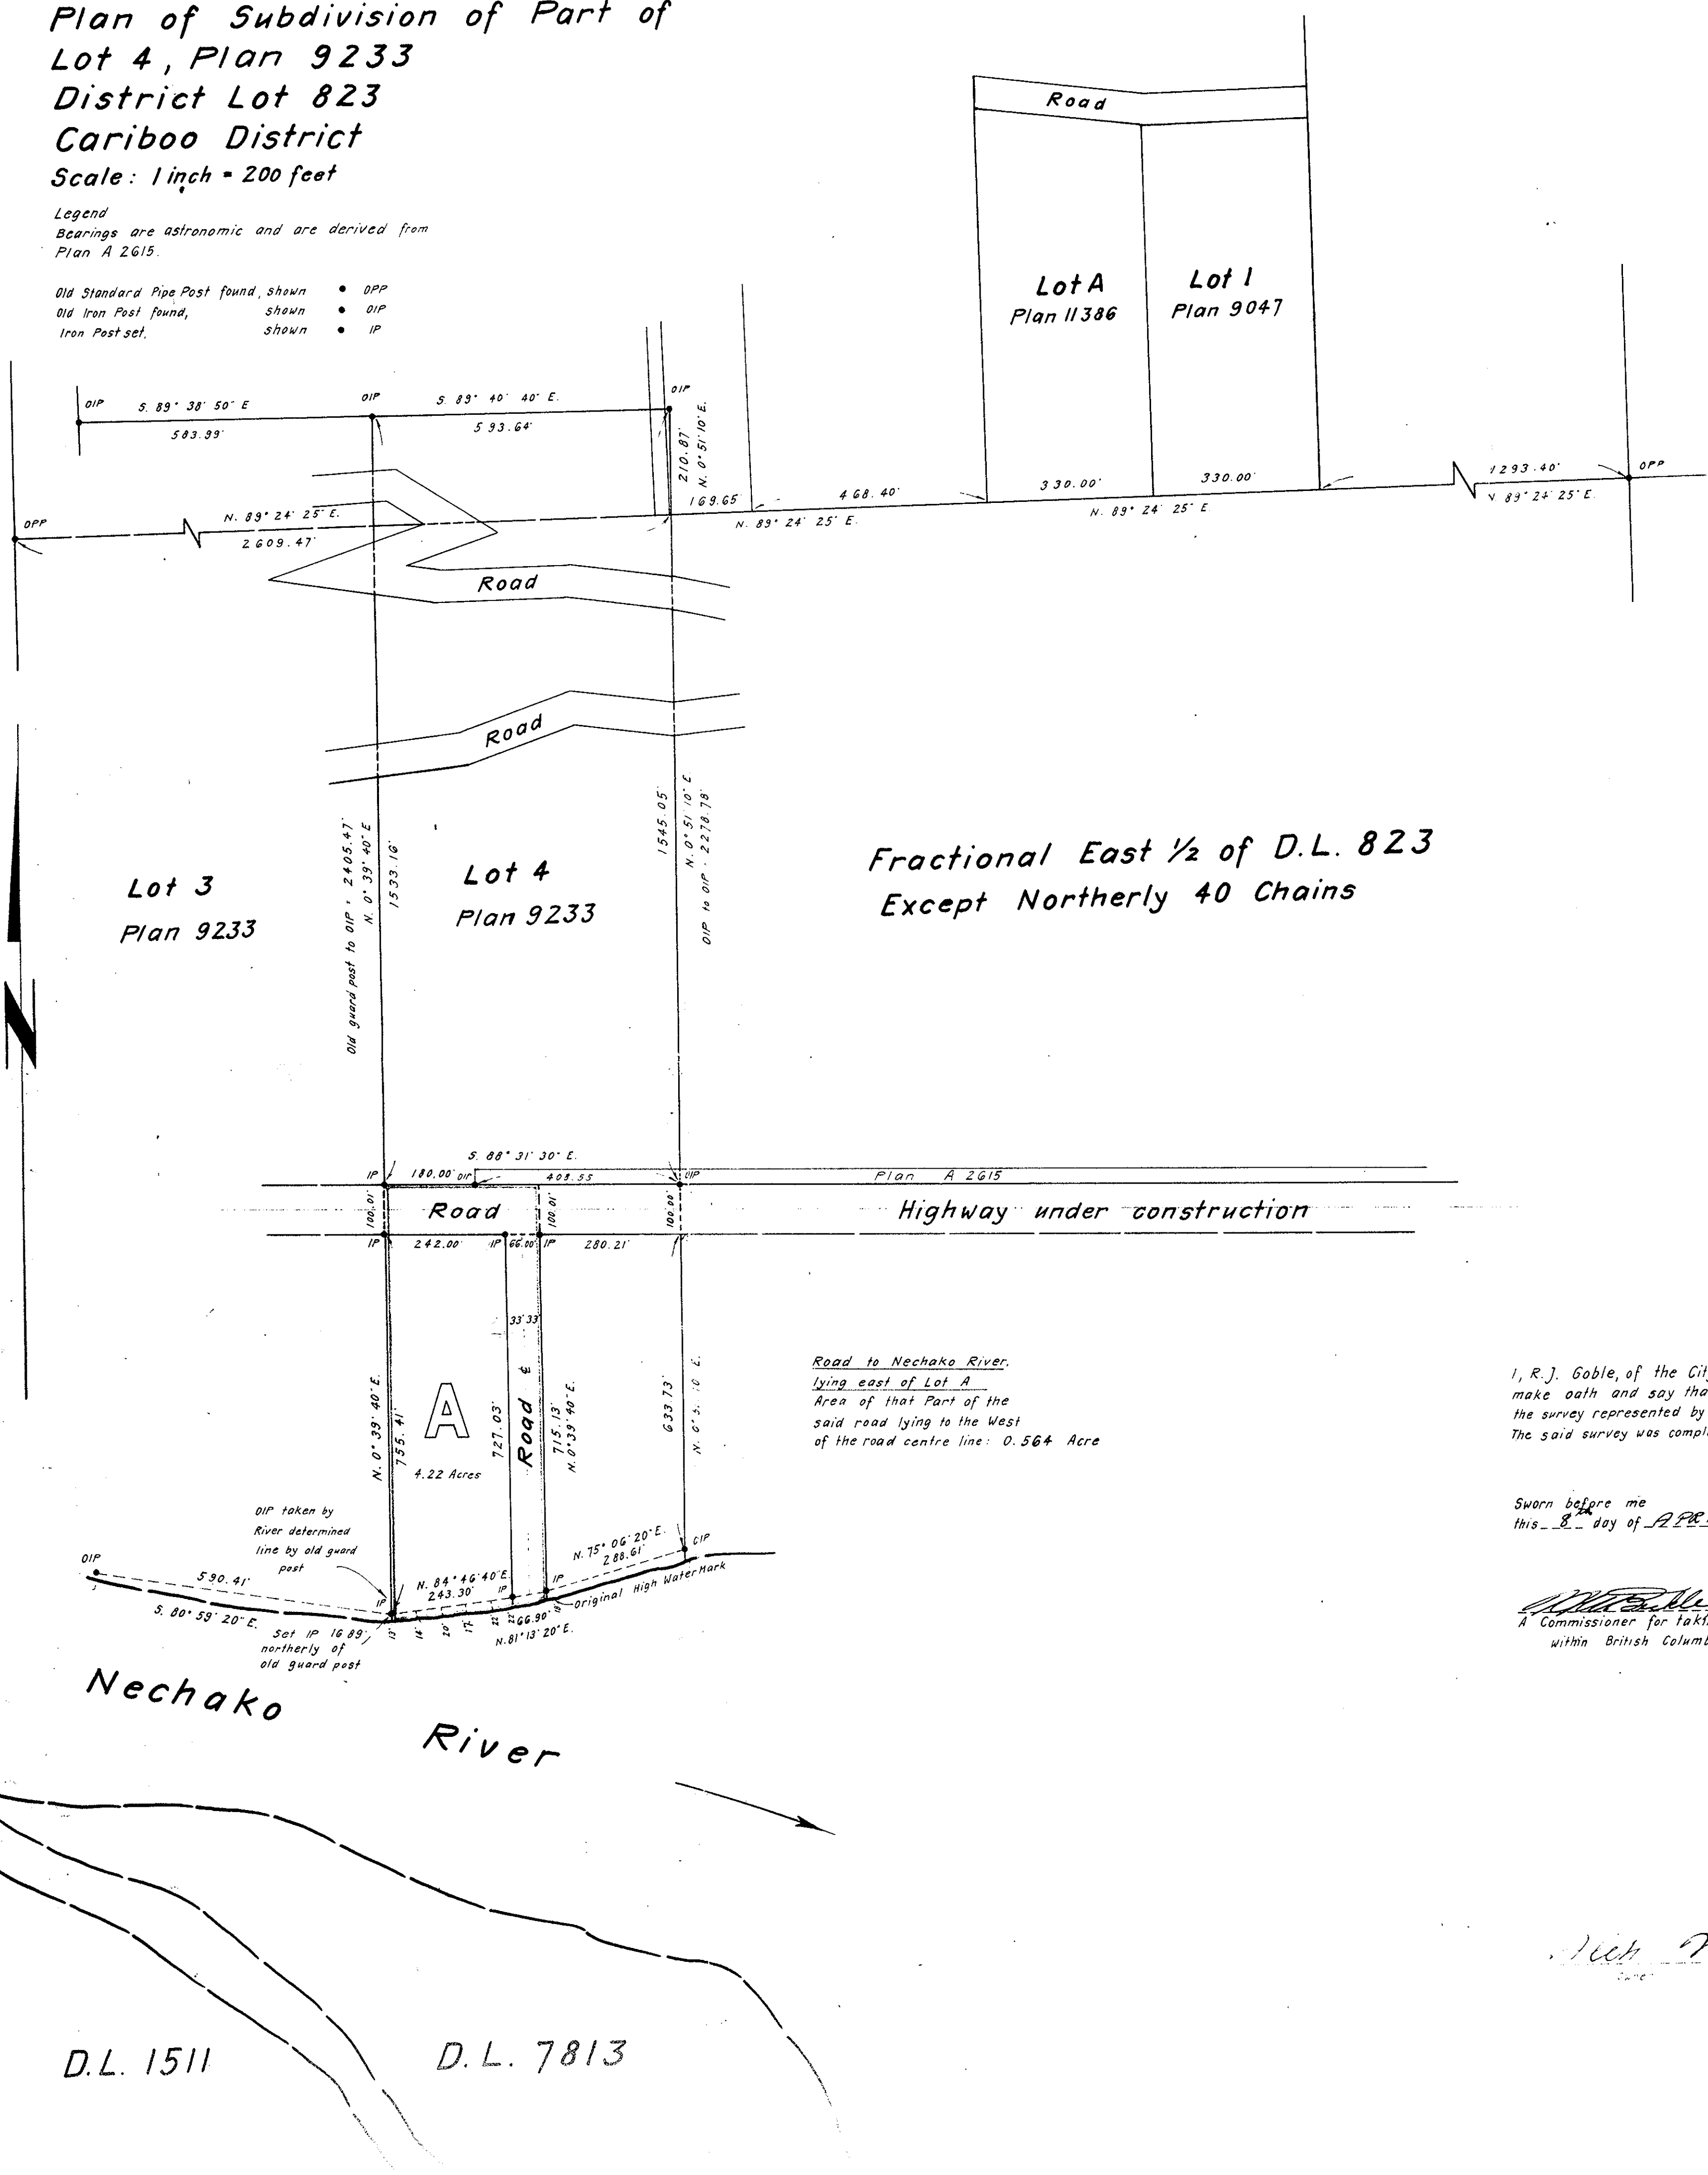 Plan of Subdivision of Part of
Lot 4, Plan 9233
District Lot 823
Cariboo District
Scale: 1 inch = 200 feet
Legend
Bearings are astronomic and are derived from
Plan A 2615.
Old Standard Pipe Post found, shown • OPP
Old Iron Post found, shown • OIP
Iron Post set, shown • IP
Road
Lot A
Plan 11386
Lot 1
Plan 9047
OIP
S. 89° 38' 50" E
583.99'
OIP
S. 89° 40' 40" E.
593.64'
OIP
210.87'
N. 0° 51' 10" E.
169.65'
468.40'
N. 89° 24' 25" E.
330.00'
330.00'
N. 89° 24' 25" E.
1293.40'
N 89° 24' 25" E.
OPP
OPP
N. 89° 24' 25" E.
2609.47'
Road
Road
Old guard post to OIP = 2405.47'
N. 0° 39' 40" E
1533.16'
1545.05'
N. 0° 51' 10" E
OIP to OIP = 2278.78'
Lot 3
Plan 9233
Lot 4
Plan 9233
Fractional East 1/2 of D.L. 823
Except Northerly 40 Chains
N
S. 88° 31' 30" E.
IP
180.00'
OIP
408.55
OIP
Plan A 2615
100.01'
Road
100.01'
100.00'
Highway under construction
IP
242.00'
IP
66.00'
IP
280.21'
33' 33'
N. 0° 39' 40" E.
755.41'
A
4.22 Acres
727.03'
Road ℄
715.13'
N. 0° 39' 40" E.
633.73'
E.
Road to Nechako River,
lying east of Lot A
Area of that Part of the
said road lying to the West
of the road centre line: 0.564 Acre
I, R.J. Goble, of the Cit
make oath and say tha
the survey represented by
The said survey was compl
Sworn before me
this 8th day of APR
A Commissioner for taki
within British Columb
OIP taken by
River determined
line by old guard
post
OIP
590.41'
S. 80° 59' 20" E.
Set IP 16.89'
northerly of
old guard post
IP
N. 84° 46' 40" E.
243.30'
IP
IP
N. 75° 06' 20" E.
288.61'
OIP
Original High Water Mark
13'
14'
20'
17'
22'
22'
66.90'
N. 81° 13' 20" E.
Nechako
River
D.L. 1511
D.L. 7813
Owner